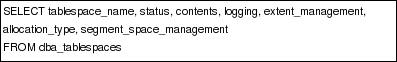 SELECT tablespace_name, status, contents, logging, extent_management,
allocation_type, segment_space_management
FROM dba_tablespaces